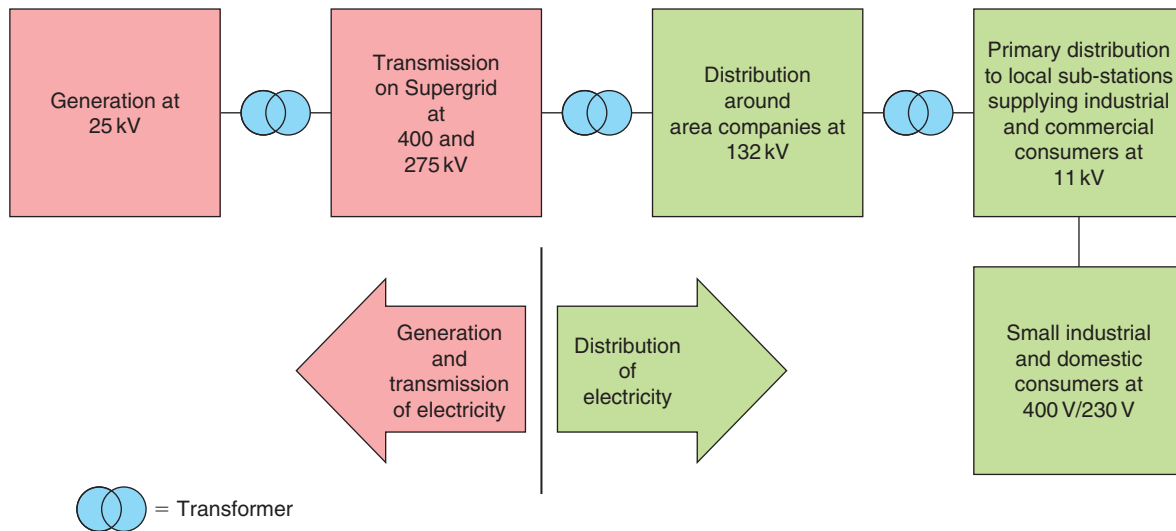 Generation at
25 kV
Transmission
on Supergrid
at
400 and
275 kV
Distribution
around
area companies at
132 kV
Primary distribution
to local sub-stations
supplying industrial
and commercial
consumers at
11 kV
Generation
and
transmission
of electricity
Distribution
of
electricity
Small industrial
and domestic
consumers at
400 V/230 V
= Transformer